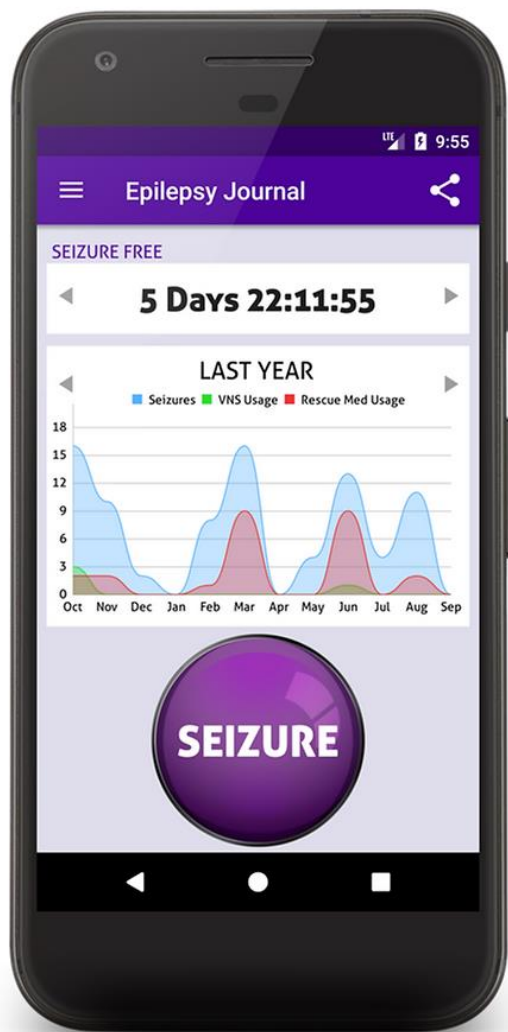 LTE 9:55
Epilepsy Journal
SEIZURE FREE
5 Days 22:11:55
LAST YEAR
Seizures VNS Usage Rescue Med Usage
18
15
12
9
6
3
0
Oct Nov Dec Jan Feb Mar Apr May Jun Jul Aug Sep
SEIZURE